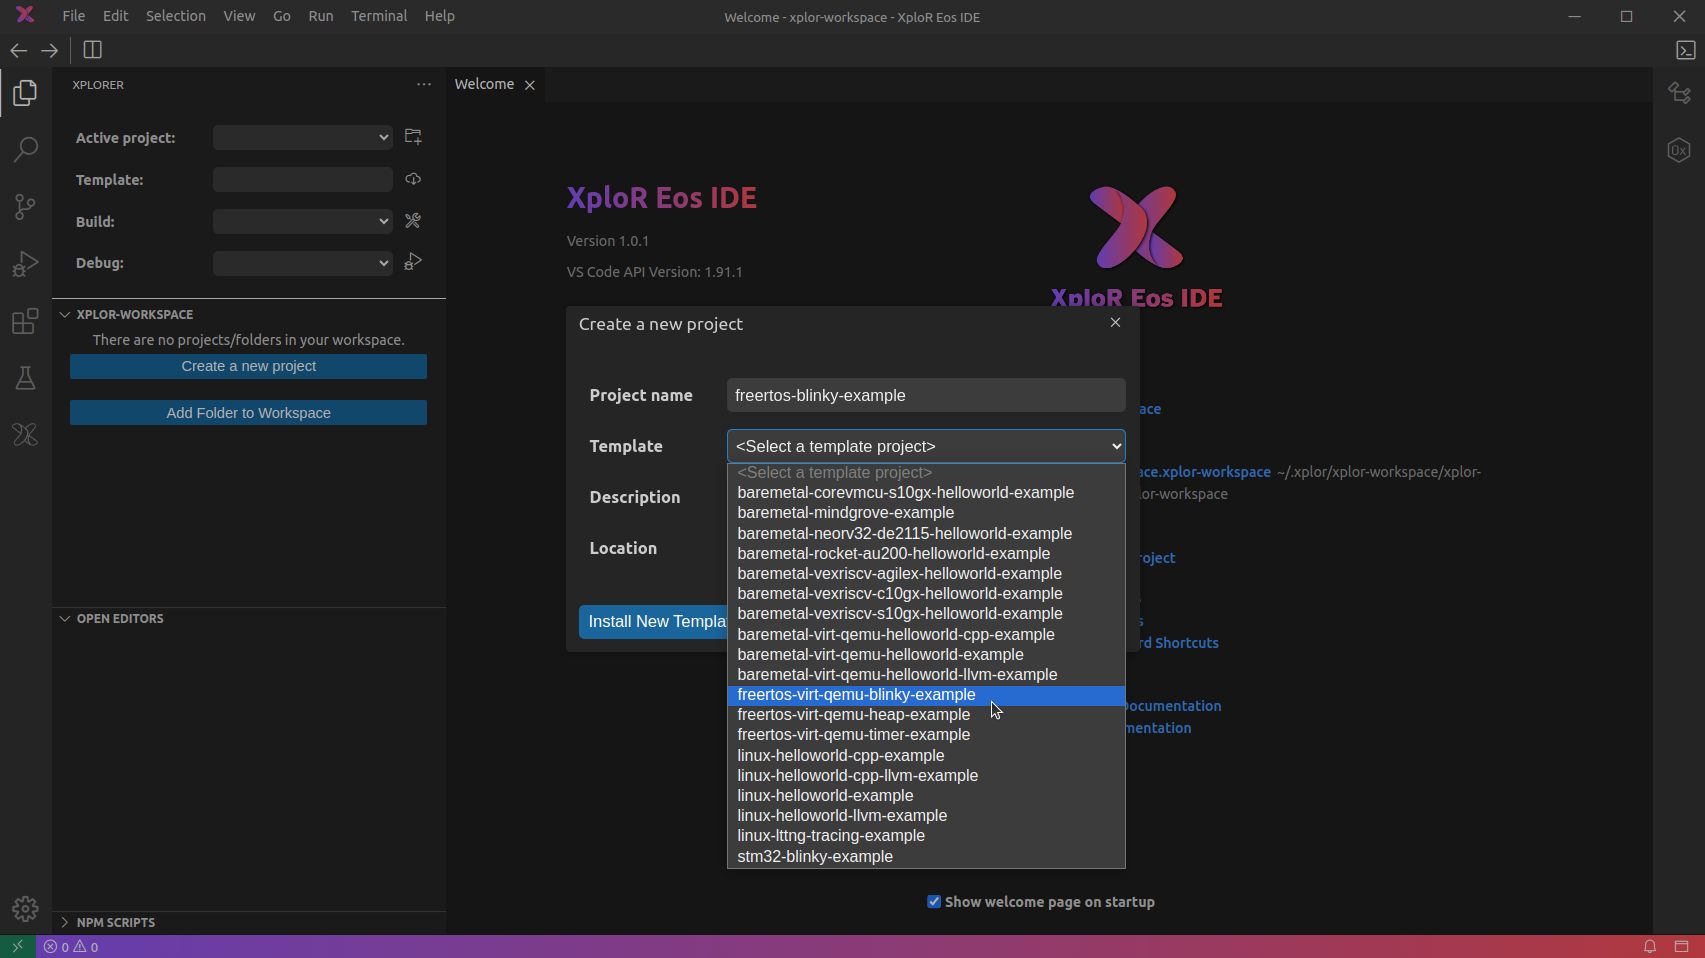 File Edit Selection View Go Run Terminal Help
Welcome - xplor-workspace - XploR Eos IDE
XPLORER
Welcome
Active project:
Template:
Build:
Debug:
XPLOR-WORKSPACE
There are no projects/folders in your workspace.
Create a new project
Add Folder to Workspace
OPEN EDITORS
NPM SCRIPTS
XploR Eos IDE
Version 1.0.1
VS Code API Version: 1.91.1
XploR Eos IDE
Create a new project
Project name
freertos-blinky-example
Template
<Select a template project>
Description
Location
Install New Templa
<Select a template project>
baremetal-corevmcu-s10gx-helloworld-example
baremetal-mindgrove-example
baremetal-neorv32-de2115-helloworld-example
baremetal-rocket-au200-helloworld-example
baremetal-vexriscv-agilex-helloworld-example
baremetal-vexriscv-c10gx-helloworld-example
baremetal-vexriscv-s10gx-helloworld-example
baremetal-virt-qemu-helloworld-cpp-example
baremetal-virt-qemu-helloworld-example
baremetal-virt-qemu-helloworld-llvm-example
freertos-virt-qemu-blinky-example
freertos-virt-qemu-heap-example
freertos-virt-qemu-timer-example
linux-helloworld-cpp-example
linux-helloworld-cpp-llvm-example
linux-helloworld-example
linux-helloworld-llvm-example
linux-lttng-tracing-example
stm32-blinky-example
ace
ace.xplor-workspace ~/.xplor/xplor-workspace/xplor-
or-workspace
roject
s
rd Shortcuts
Documentation
mentation
0x
Show welcome page on startup
0 0